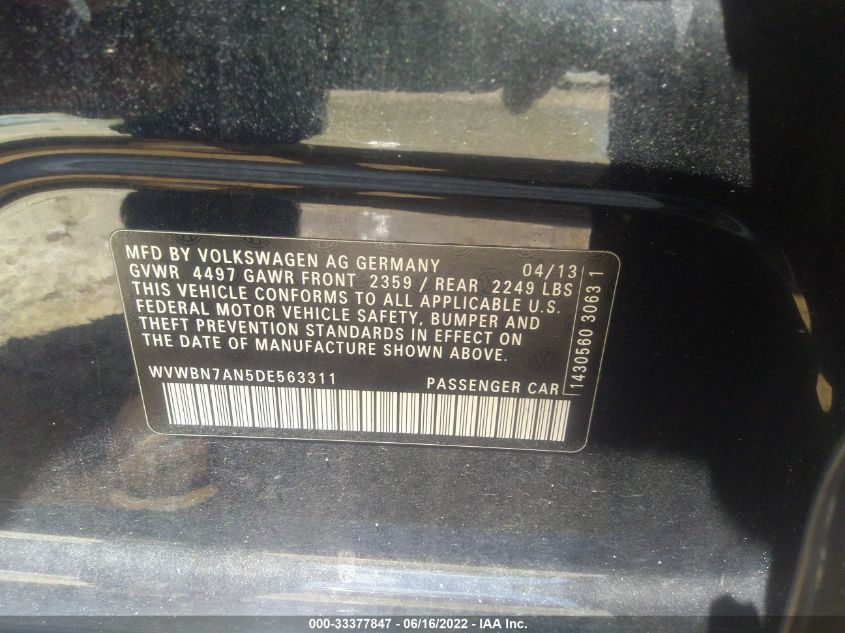 MFD BY VOLKSWAGEN AG GERMANY 04/13
GVWR 4497 GAWR FRONT 2359 / REAR 2249 LBS
THIS VEHICLE CONFORMS TO ALL APPLICABLE U.S.
FEDERAL MOTOR VEHICLE SAFETY, BUMPER AND
THEFT PREVENTION STANDARDS IN EFFECT ON
THE DATE OF MANUFACTURE SHOWN ABOVE.
WVWBN7AN5DE563311 PASSENGER CAR
1430560 30631
000-33377847 - 06/16/2022 - IAA Inc.